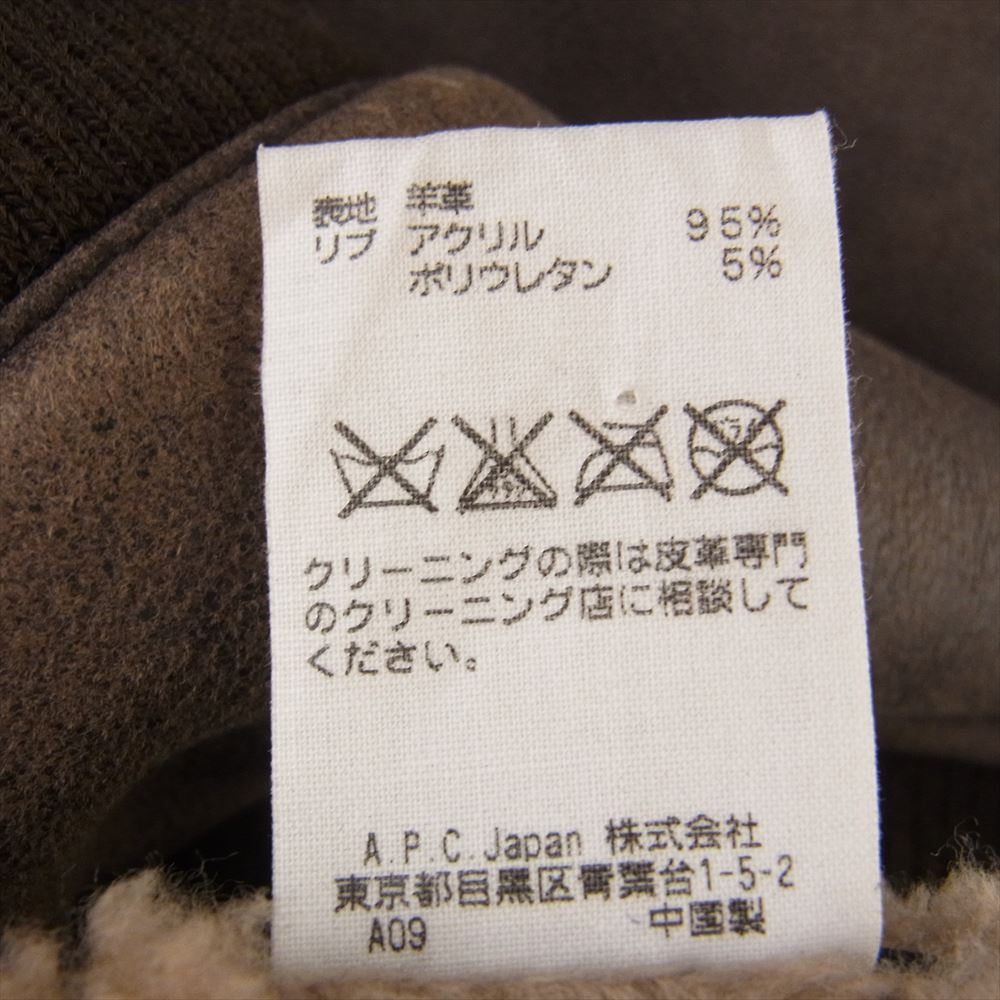 表地 羊革
リブ アクリル 95%
ポリウレタン 5%
クリーニングの際は皮革専門
のクリーニング店に相談して
ください。
A.P.C.Japan 株式会社
東京都目黒区青葉台1-5-2
A09 中国製